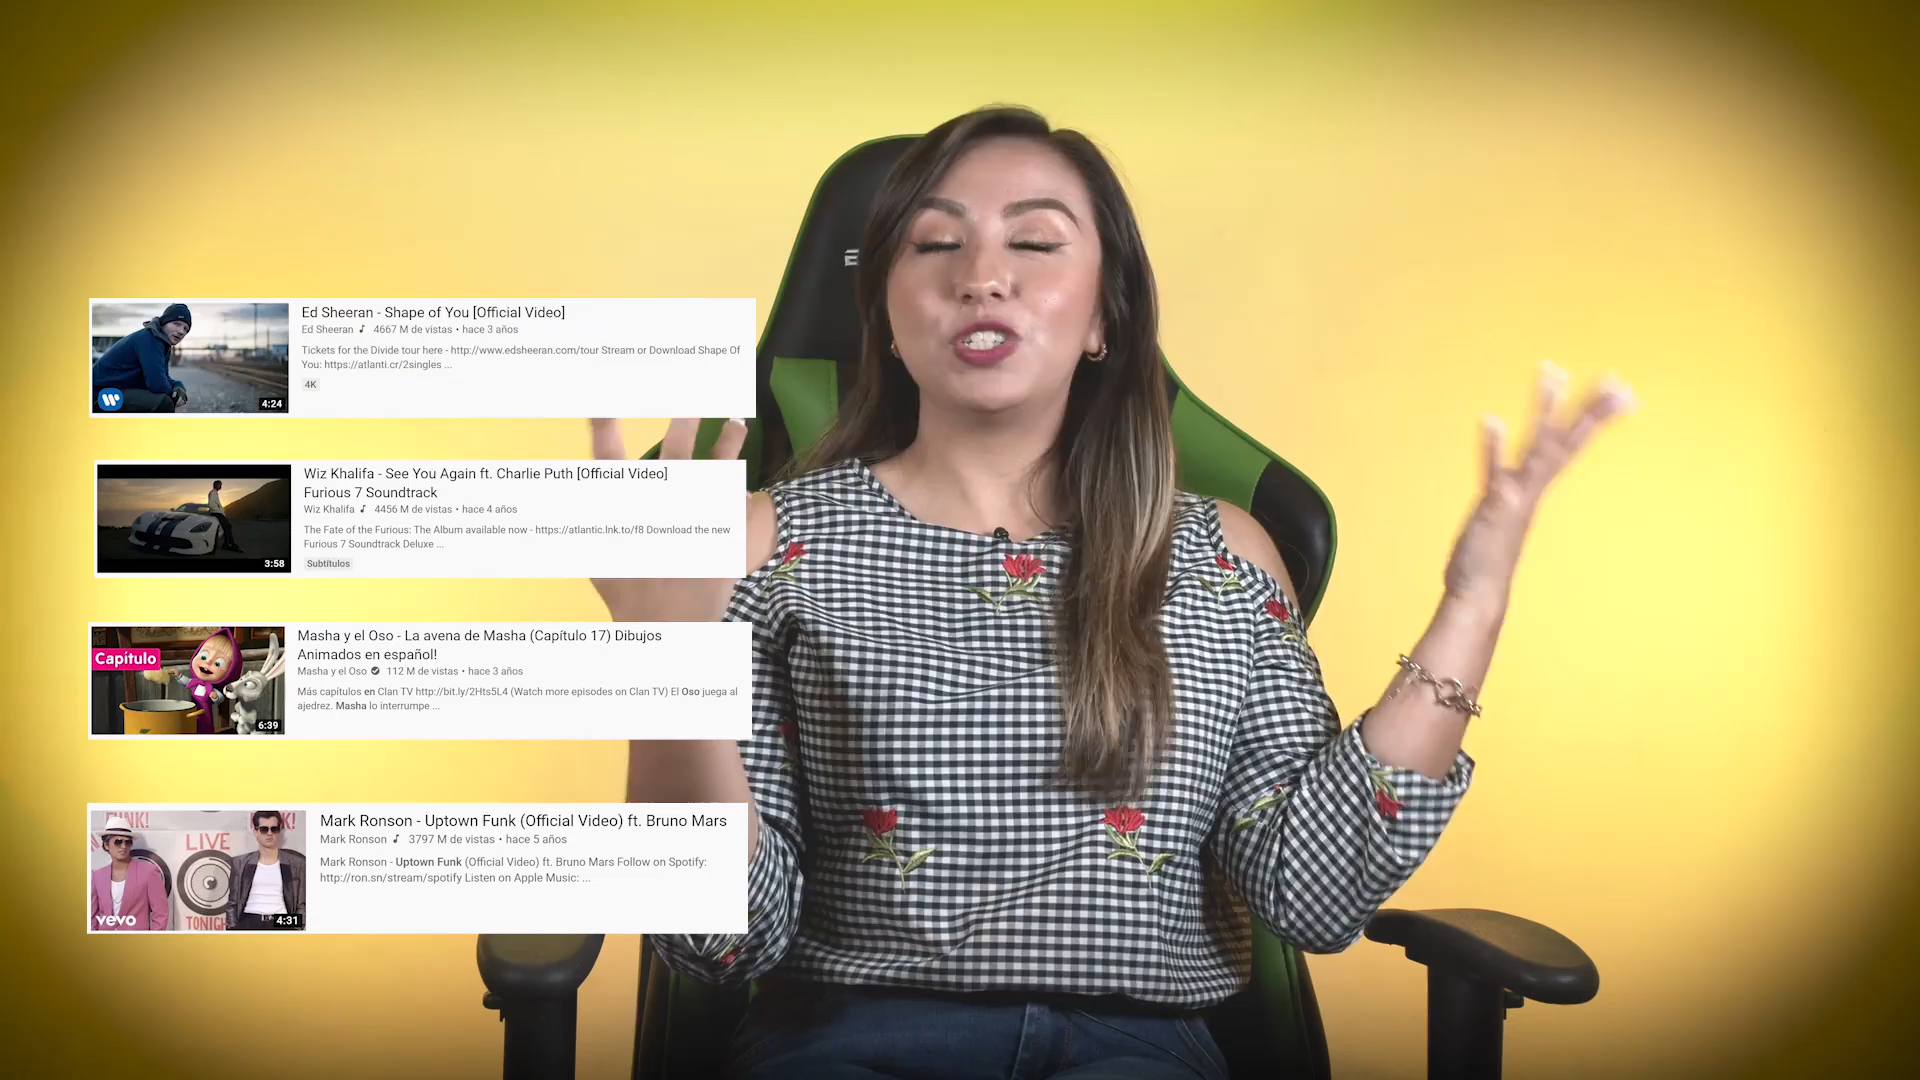 Ed Sheeran - Shape of You [Official Video]
Ed Sheeran 4667 M de vistas • hace 3 años
Tickets for the Divide tour here - http://www.edsheeran.com/tour Stream or Download Shape Of
You: https://atlanti.cr/2singles ...
4K
4:24
Wiz Khalifa - See You Again ft. Charlie Puth [Official Video]
Furious 7 Soundtrack
Wiz Khalifa 4456 M de vistas • hace 4 años
The Fate of the Furious: The Album available now - https://atlantic.lnk.to/f8 Download the new
Furious 7 Soundtrack Deluxe ...
Subtítulos
3:58
Masha y el Oso - La avena de Masha (Capítulo 17) Dibujos
Animados en español!
Masha y el Oso 112 M de vistas • hace 3 años
Más capítulos en Clan TV http://bit.ly/2Hts5L4 (Watch more episodes on Clan TV) El Oso juega al
ajedrez. Masha lo interrumpe ...
Capítulo
6:39
Mark Ronson - Uptown Funk (Official Video) ft. Bruno Mars
Mark Ronson 3797 M de vistas • hace 5 años
Mark Ronson - Uptown Funk (Official Video) ft. Bruno Mars Follow on Spotify:
http://ron.sn/stream/spotify Listen on Apple Music: ...
LIVE
vevo
4:31